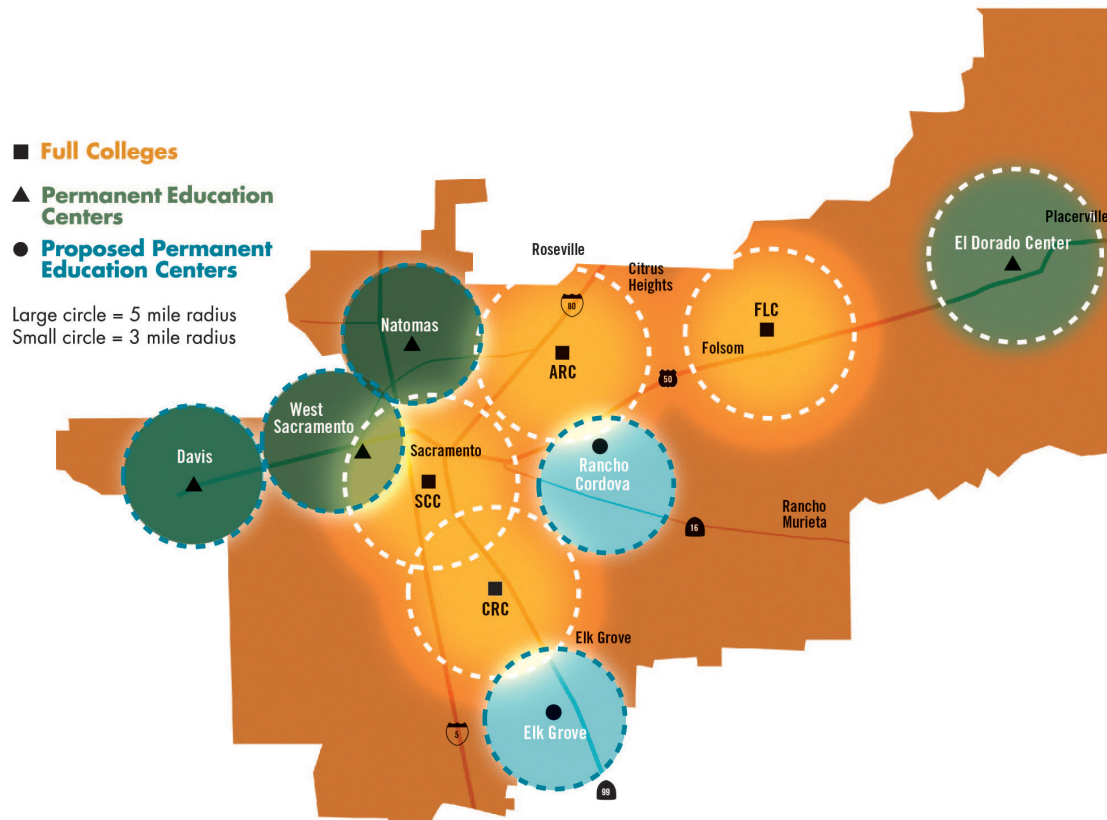 Full Colleges
Permanent Education
Centers
Proposed Permanent
Education Centers
Large circle = 5 mile radius
Small circle = 3 mile radius
Roseville
Citrus
Heights
80
Placerville
El Dorado Center
FLC
Natomas
ARC
Folsom
50
West
Sacramento
Davis
Sacramento
SCC
Rancho
Cordova
Rancho
Murieta
16
CRC
Elk Grove
Elk Grove
5
99